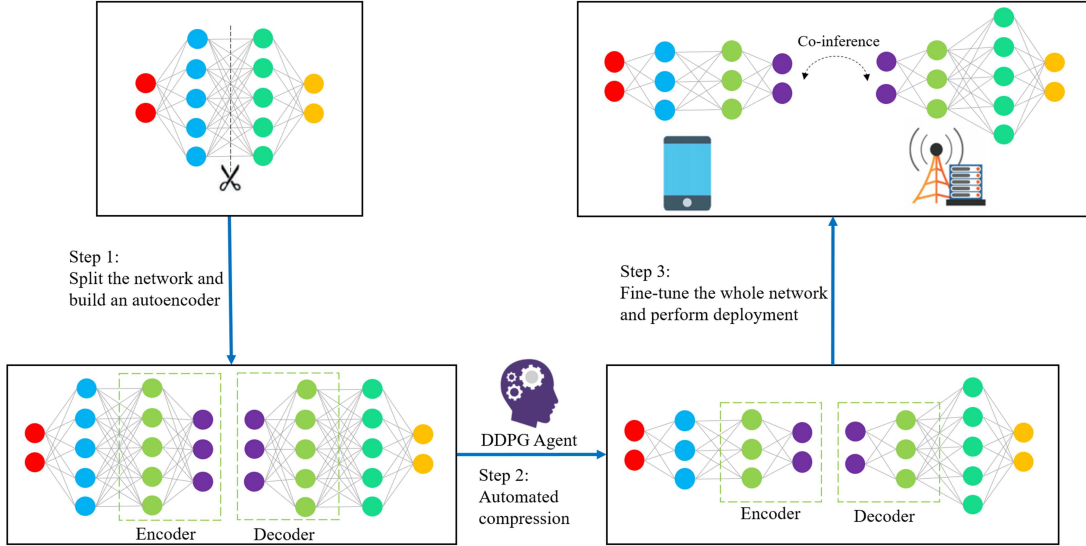 Co-inference
Step 1:
Split the network and
build an autoencoder
Step 3:
Fine-tune the whole network
and perform deployment
DDPG Agent
Step 2:
Automated
compression
Encoder
Decoder
Encoder
Decoder